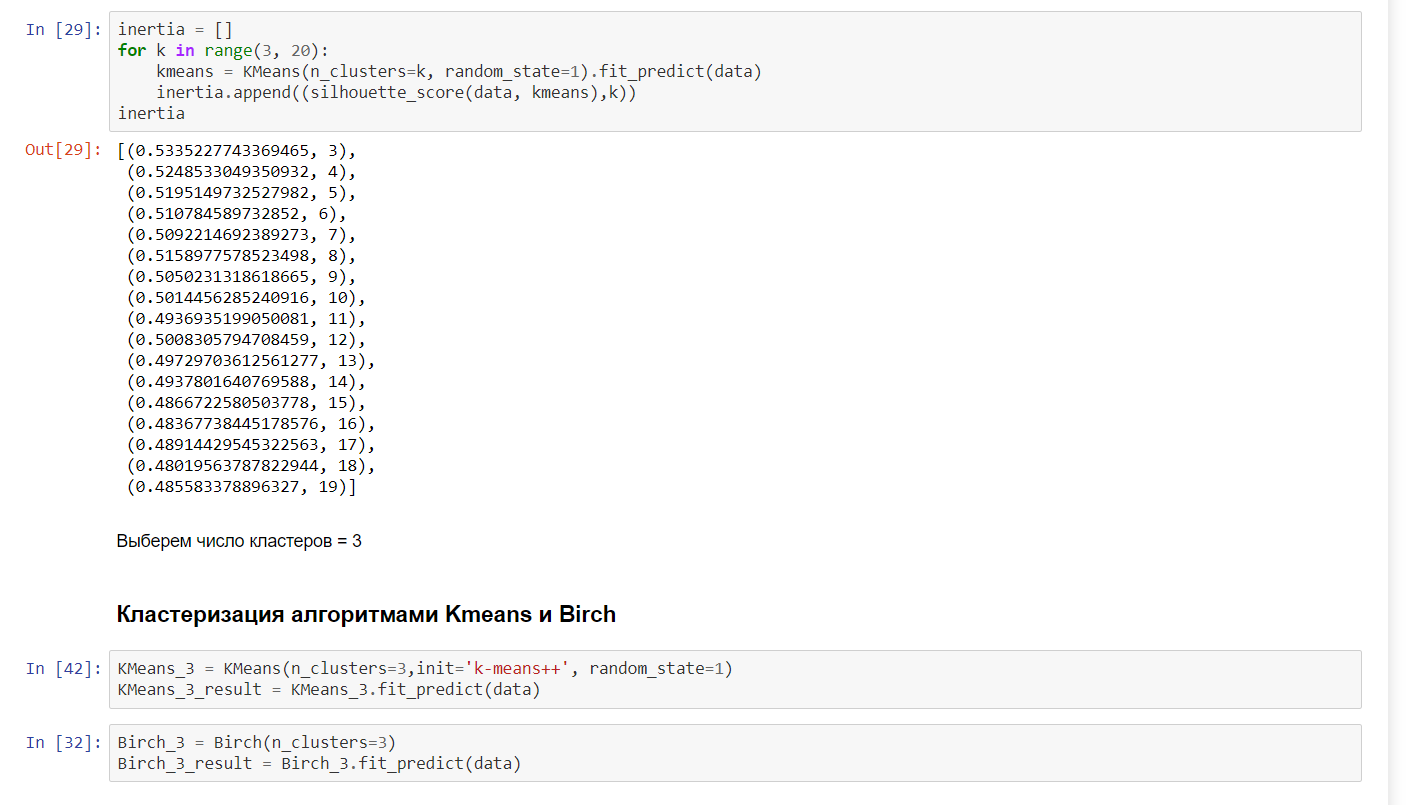 In [29]: inertia = []
for k in range(3, 20):
    kmeans = KMeans(n_clusters=k, random_state=1).fit_predict(data)
    inertia.append((silhouette_score(data, kmeans),k))
inertia
Out[29]: [(0.5335227743369465, 3),
(0.5248533049350932, 4),
(0.5195149732527982, 5),
(0.510784589732852, 6),
(0.5092214692389273, 7),
(0.5158977578523498, 8),
(0.5050231318618665, 9),
(0.5014456285240916, 10),
(0.4936935199050081, 11),
(0.5008305794708459, 12),
(0.49729703612561277, 13),
(0.4937801640769588, 14),
(0.4866722580503778, 15),
(0.48367738445178576, 16),
(0.48914429545322563, 17),
(0.48019563787822944, 18),
(0.485583378896327, 19)]
Выберем число кластеров = 3
Кластеризация алгоритмами Kmeans и Birch
In [42]: KMeans_3 = KMeans(n_clusters=3,init='k-means++', random_state=1)
KMeans_3_result = KMeans_3.fit_predict(data)
In [32]: Birch_3 = Birch(n_clusters=3)
Birch_3_result = Birch_3.fit_predict(data)